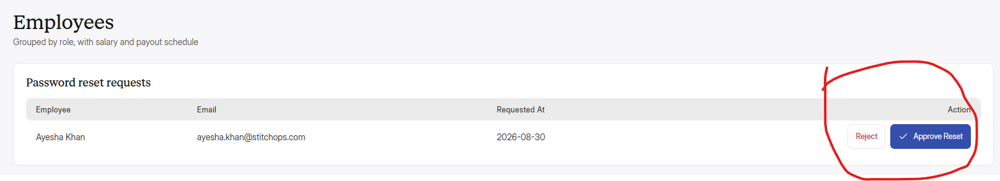 Employees
Grouped by role, with salary and payout schedule
Password reset requests
Employee Email Requested At Action
Ayesha Khan ayesha.khan@stitchops.com 2026-08-30 Reject Approve Reset